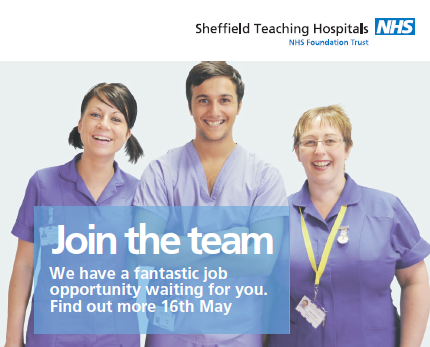 Sheffield Teaching Hospitals NHS
NHS Foundation Trust
Join the team
We have a fantastic job
opportunity waiting for you.
Find out more 16th May